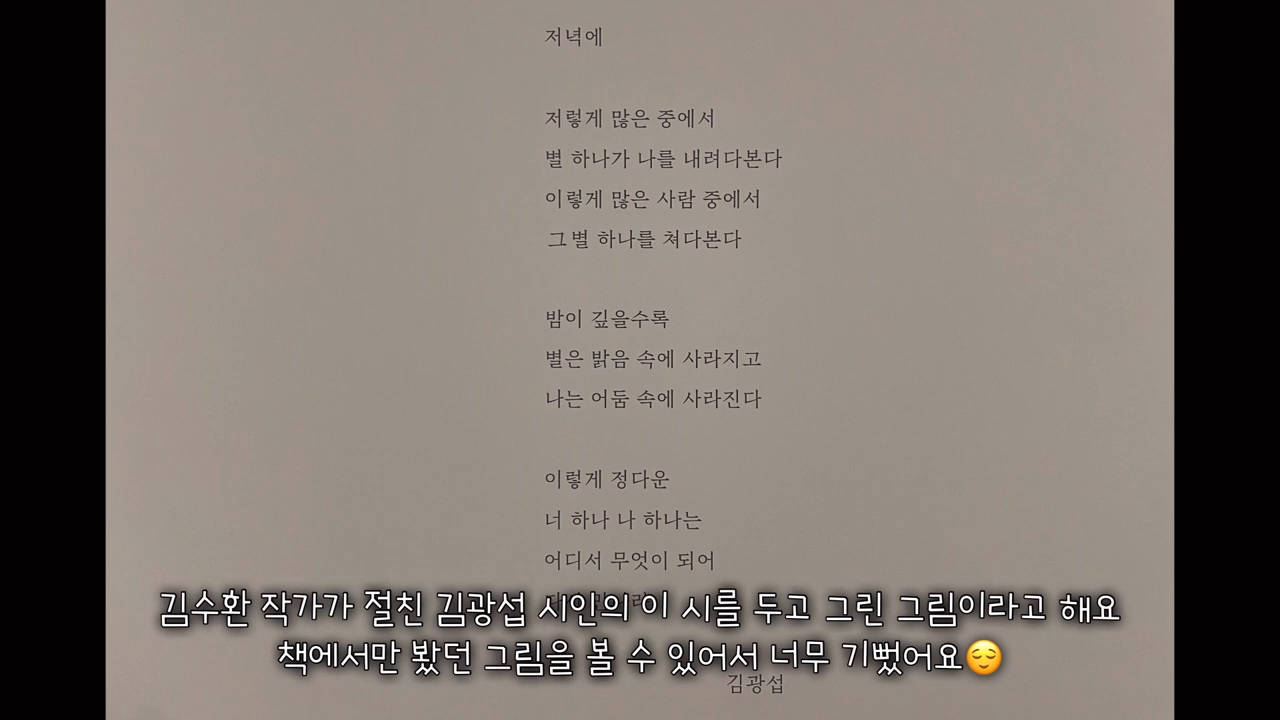 저녁에
저렇게 많은 중에서
별 하나가 나를 내려다본다
이렇게 많은 사람 중에서
그 별 하나를 쳐다본다
밤이 깊을수록
별은 밝음 속에 사라지고
나는 어둠 속에 사라진다
이렇게 정다운
너 하나 나 하나는
어디서 무엇이 되어
김수환 작가가 절친 김광섭 시인의 이 시를 두고 그린 그림이라고 해요
책에서만 봤던 그림을 볼 수 있어서 너무 기뻤어요😌
김광섭